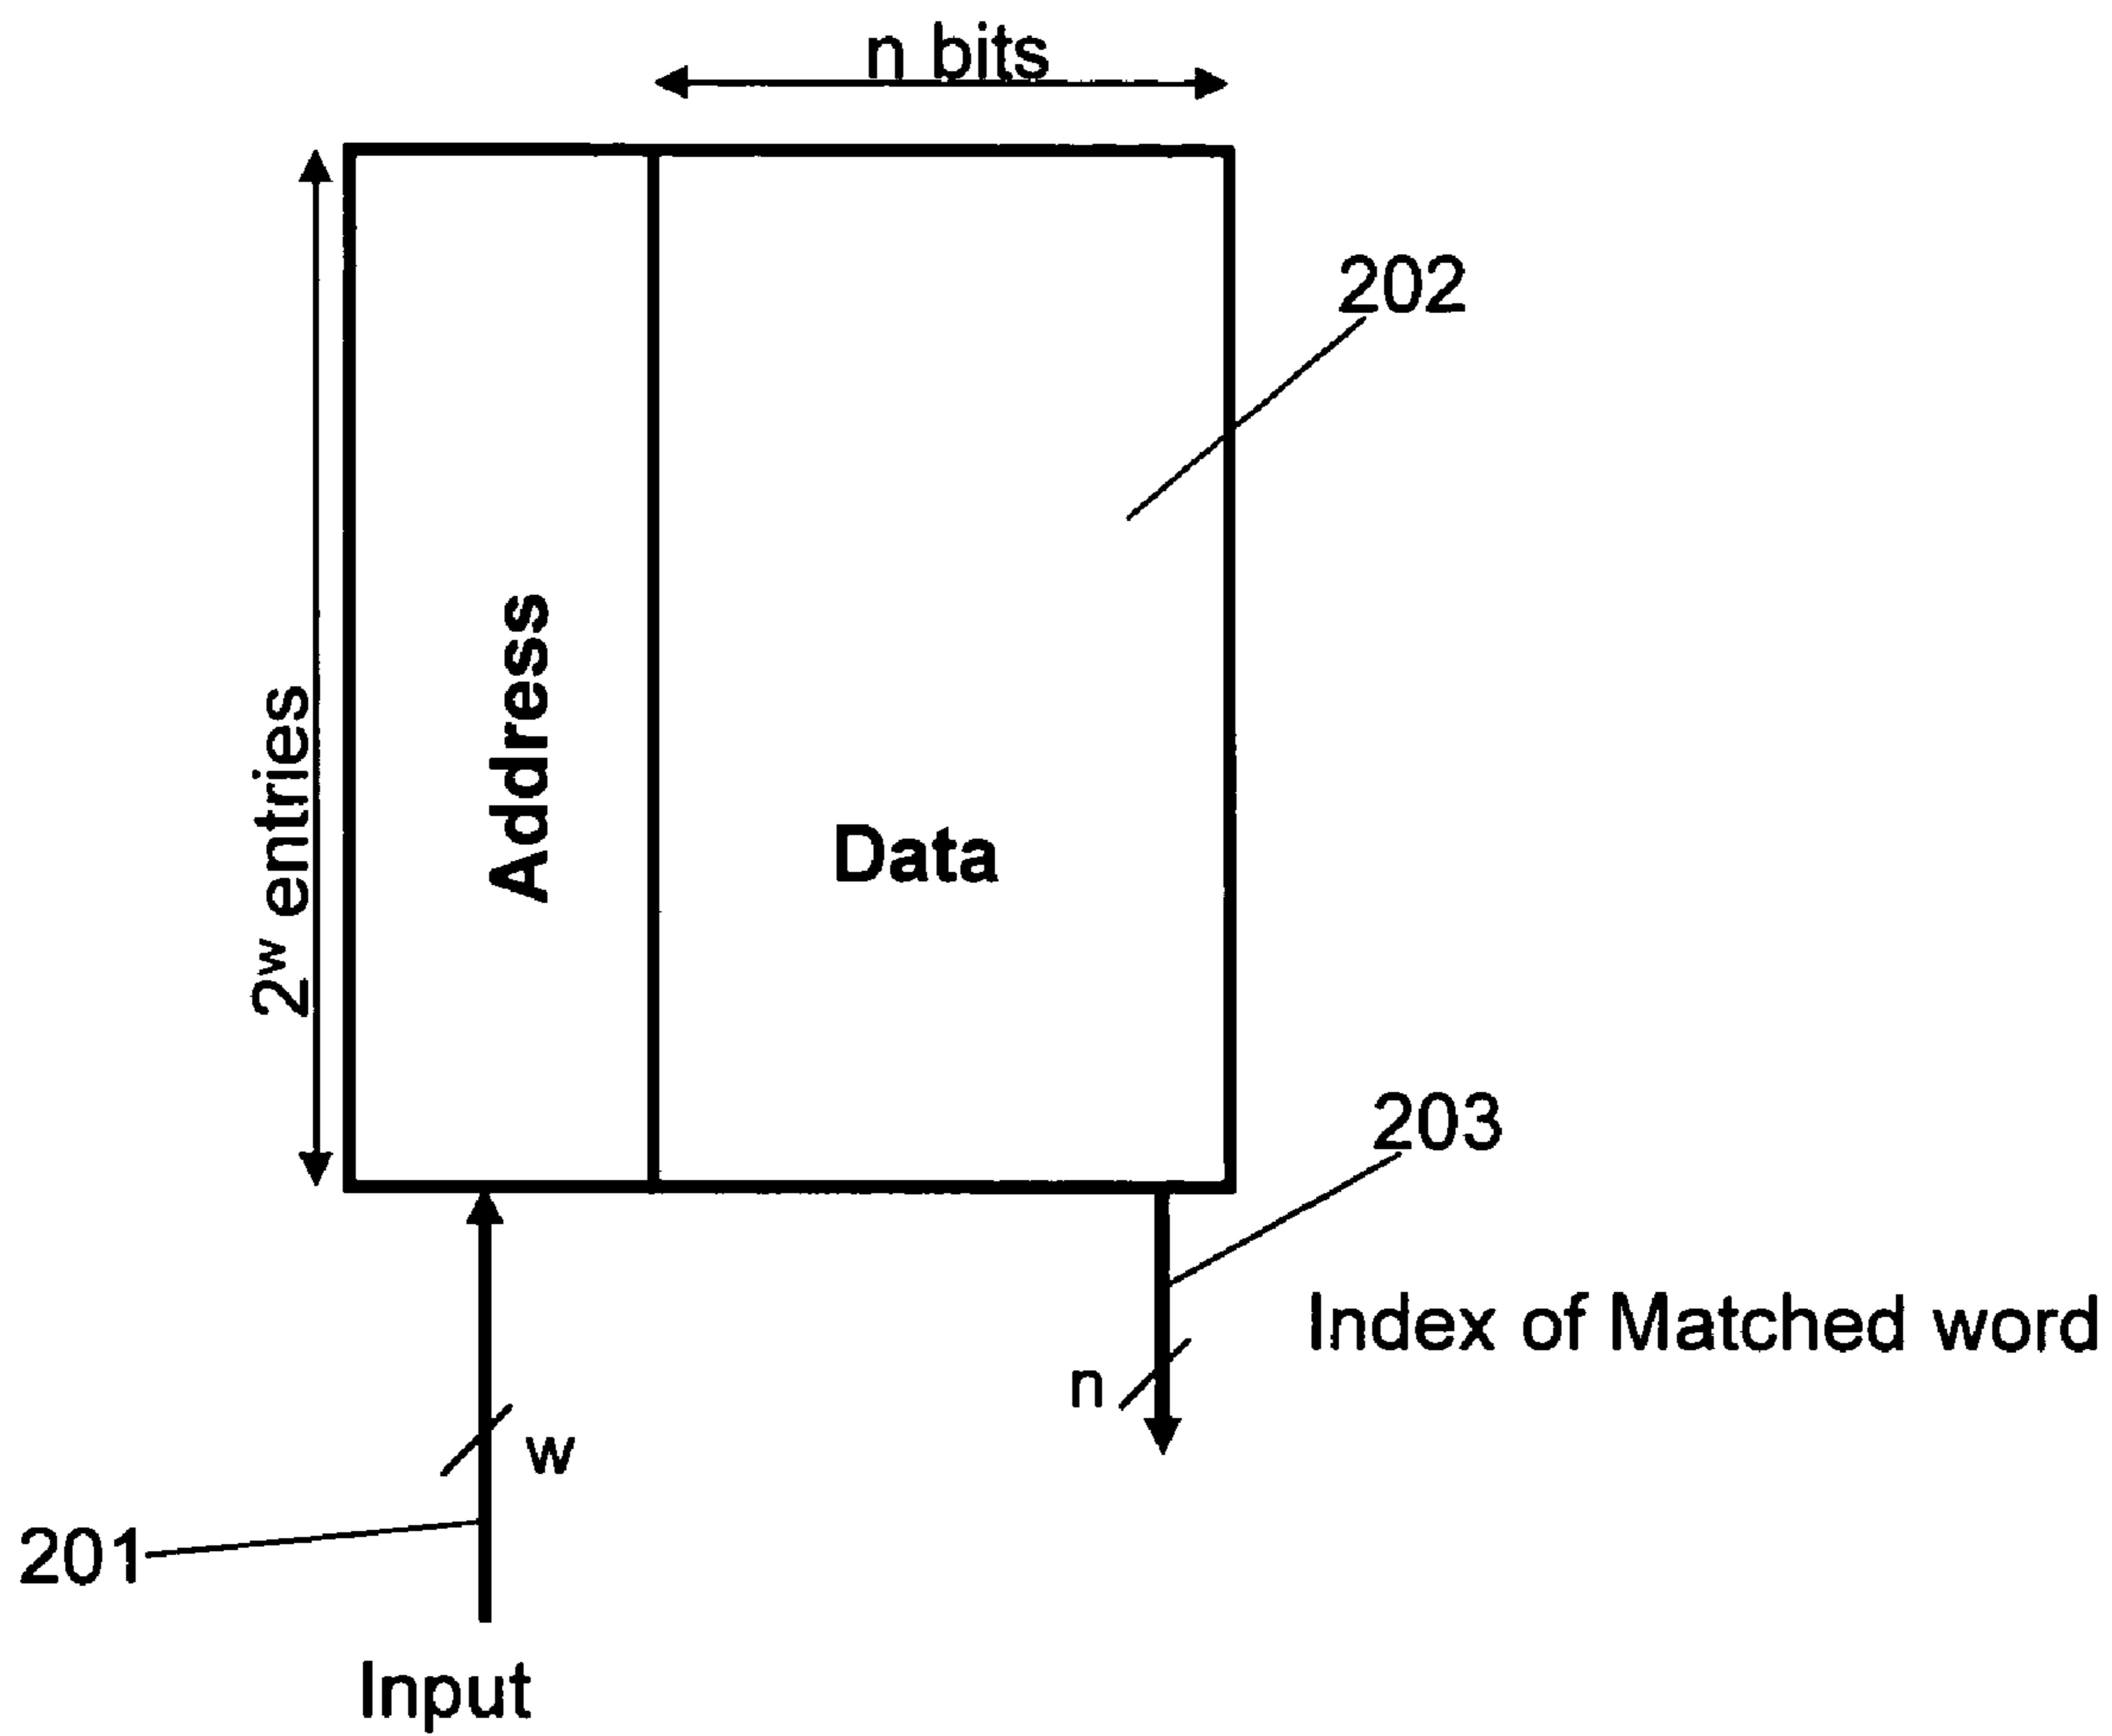 n bits
202
2ʷ entries
Address
Data
203
Index of Matched word
n
w
201
Input